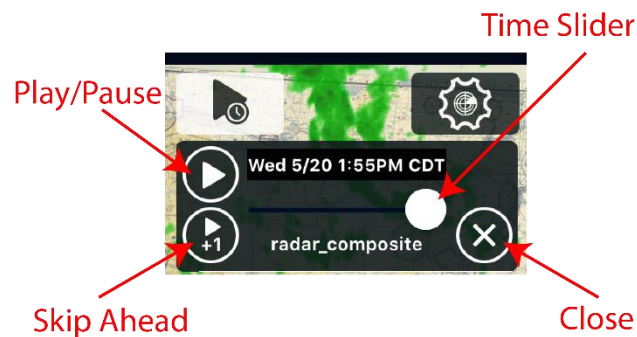 Time Slider
Play/Pause
Wed 5/20 1:55PM CDT
+1
radar_composite
Skip Ahead
Close